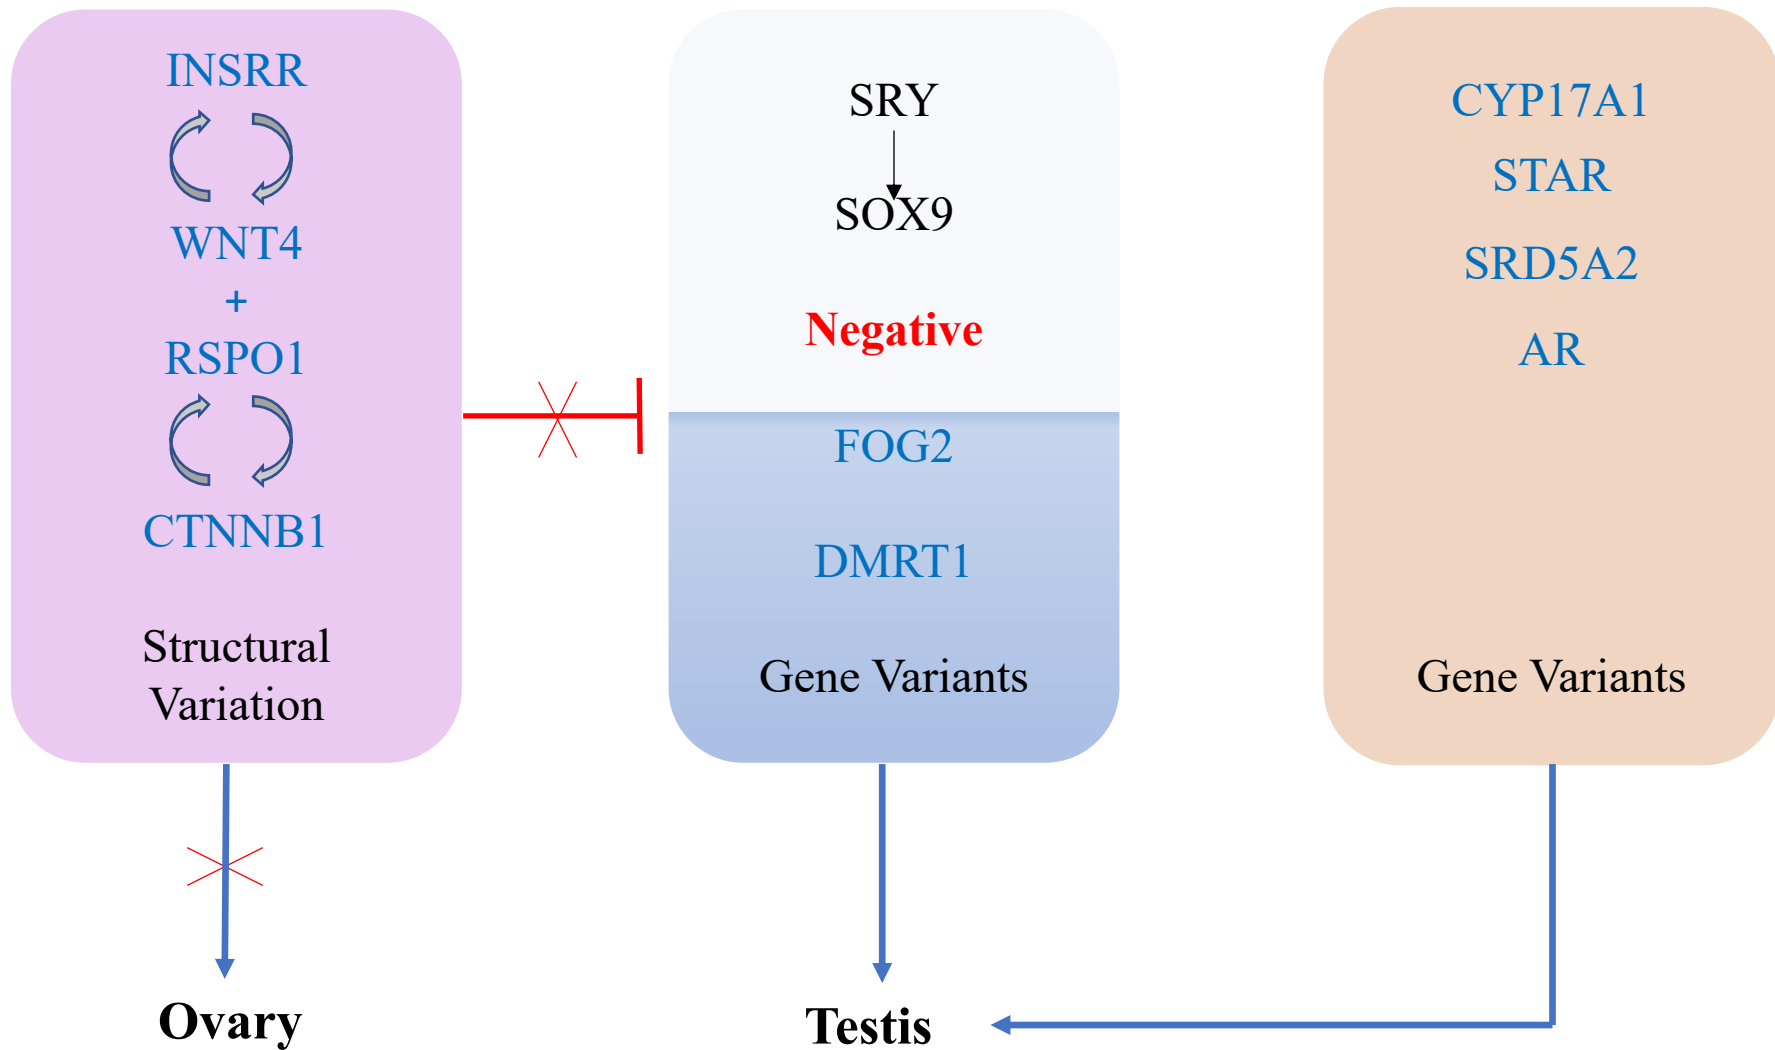 INSRR
WNT4
+
RSPO1
CTNNB1
Structural
Variation
Ovary
SRY
SOX9
Negative
FOG2
DMRT1
Gene Variants
Testis
CYP17A1
STAR
SRD5A2
AR
Gene Variants